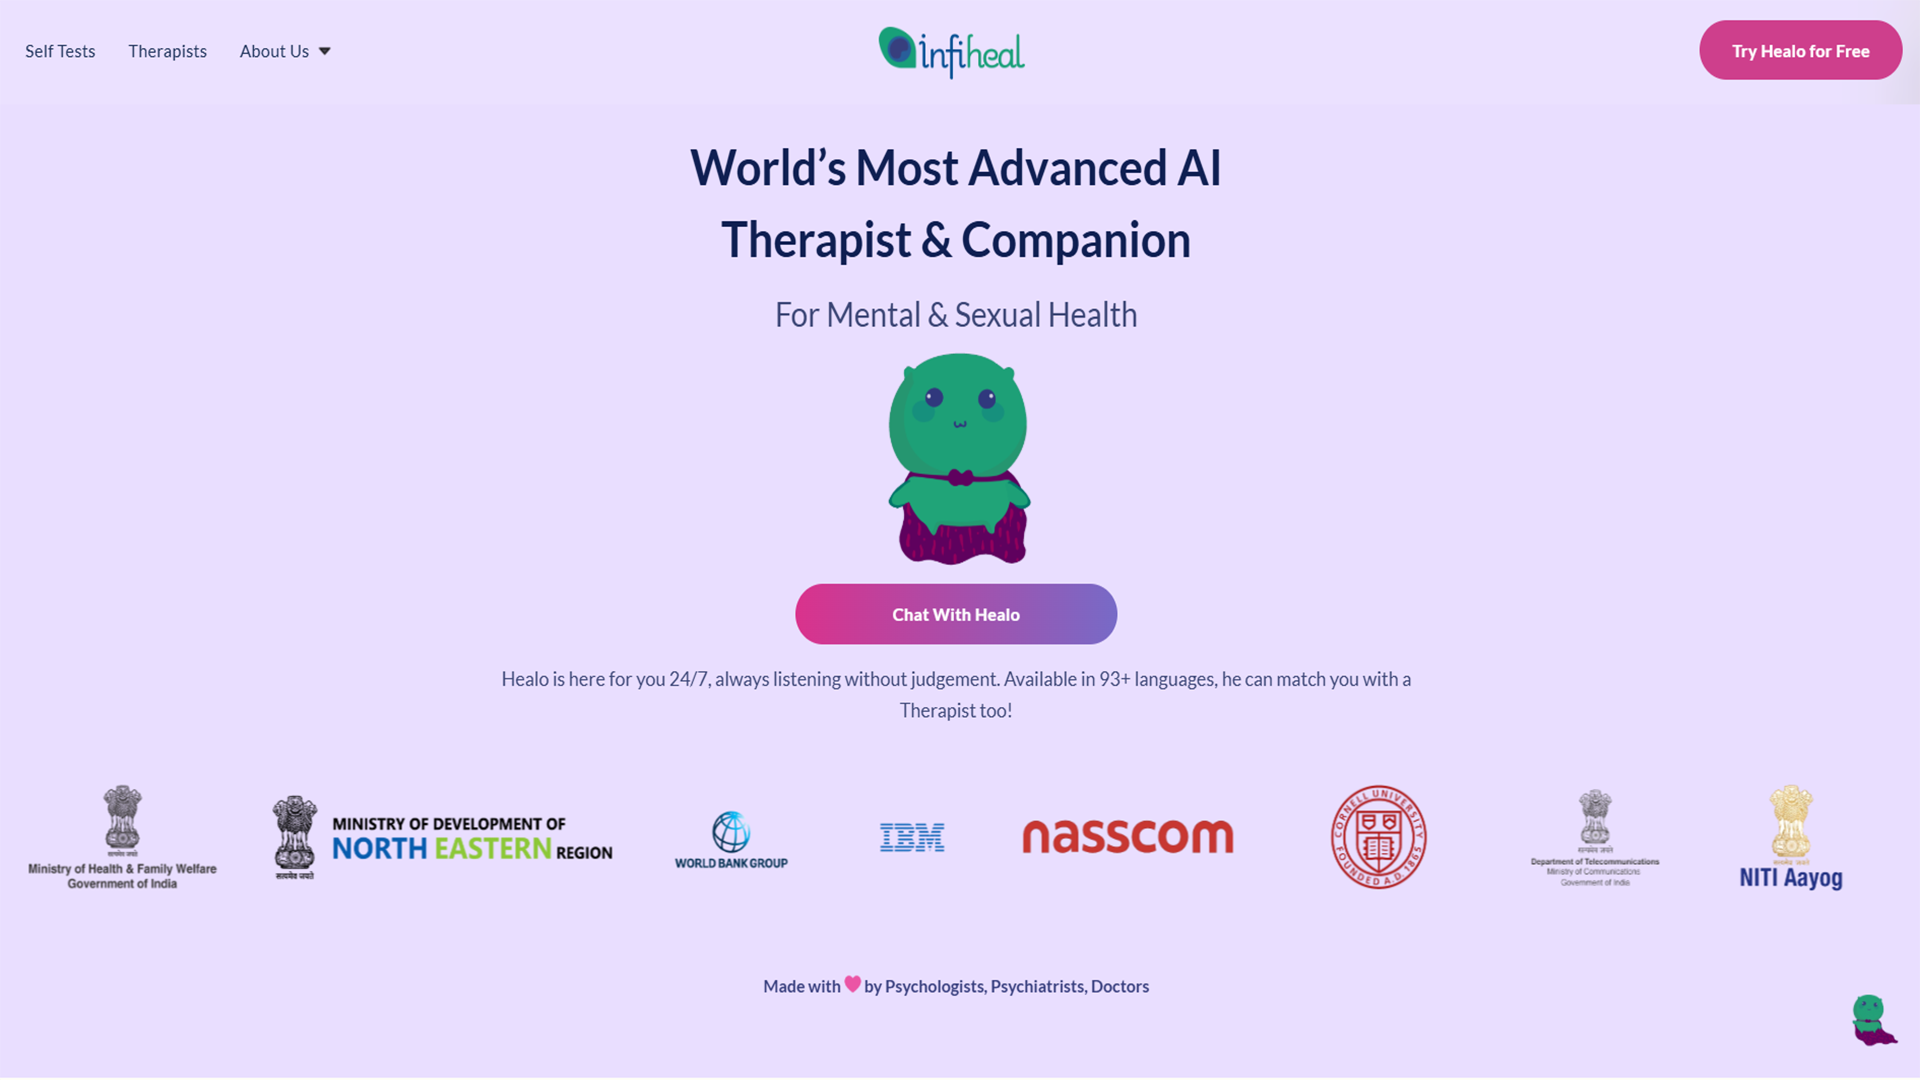 Self Tests
Therapists
About Us
infiheal
Try Healo for Free
World's Most Advanced AI
Therapist & Companion
For Mental & Sexual Health
Chat With Healo
Healo is here for you 24/7, always listening without judgement. Available in 93+ languages, he can match you with a
Therapist too!
सत्यमेव जयते
Ministry of Health & Family Welfare
Government of India
सत्यमेव जयते
MINISTRY OF DEVELOPMENT OF
NORTH EASTERN REGION
WORLD BANK GROUP
IBM
nasscom
CORNELL UNIVERSITY
FOUNDED A.D. 1865
सत्यमेव जयते
Department of Telecommunications
Ministry of Communications
Government of India
सत्यमेव जयते
NITI Aayog
Made with by Psychologists, Psychiatrists, Doctors